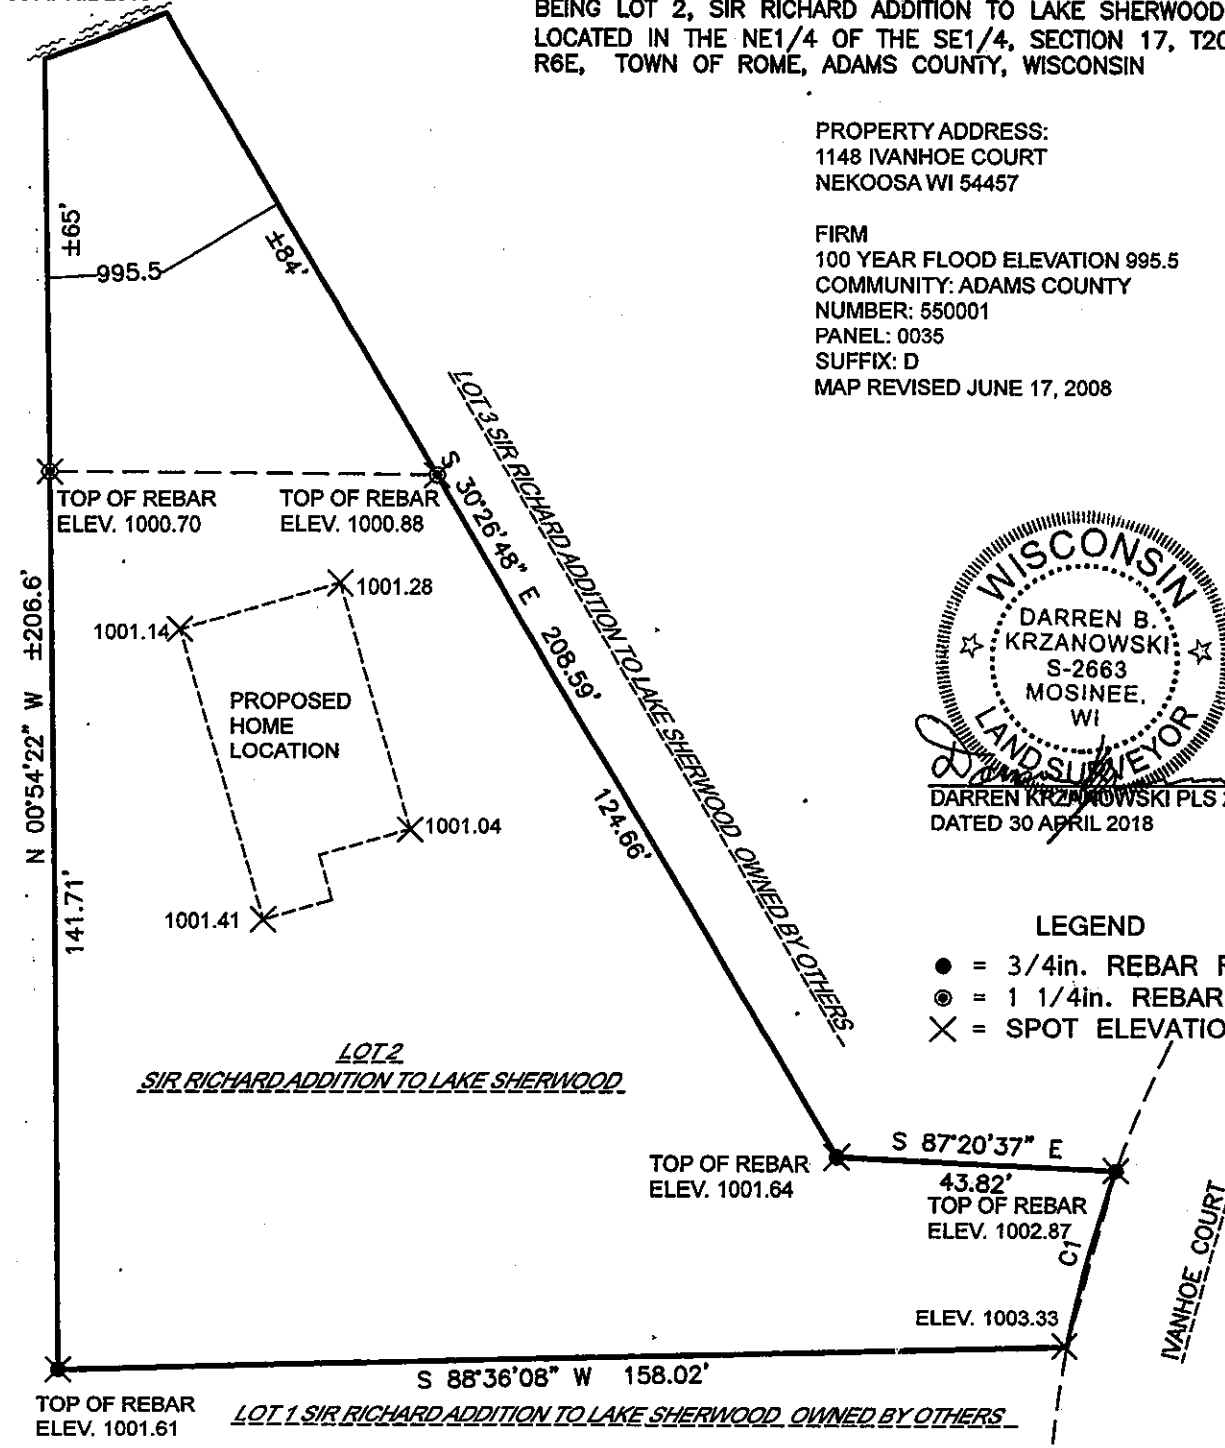 BEING LOT 2, SIR RICHARD ADDITION TO LAKE SHERWOOD
LOCATED IN THE NE1/4 OF THE SE1/4, SECTION 17, T20
R6E, TOWN OF ROME, ADAMS COUNTY, WISCONSIN
PROPERTY ADDRESS:
1148 IVANHOE COURT
NEKOOSA WI 54457
FIRM
100 YEAR FLOOD ELEVATION 995.5
COMMUNITY: ADAMS COUNTY
NUMBER: 550001
PANEL: 0035
SUFFIX: D
MAP REVISED JUNE 17, 2008
±65'
±84'
995.5
LOT 3 SIR RICHARD ADDITION TO LAKE SHERWOOD OWNED BY OTHERS
S 30°26'48" E 208.59'
124.66'
TOP OF REBAR
ELEV. 1000.70
TOP OF REBAR
ELEV. 1000.88
N 00°54'22" W ±206.6'
141.71'
1001.28
1001.14
PROPOSED
HOME
LOCATION
1001.04
1001.41
WISCONSIN
DARREN B.
KRZANOWSKI
S-2663
MOSINEE,
WI
LAND SURVEYOR
DARREN KRZANOWSKI PLS
DATED 30 APRIL 2018
LEGEND
= 3/4in. REBAR
= 1 1/4in. REBAR
= SPOT ELEVATIO
LOT 2
SIR RICHARD ADDITION TO LAKE SHERWOOD
S 87°20'37" E
43.82'
TOP OF REBAR
ELEV. 1001.64
TOP OF REBAR
ELEV. 1002.87
C1
IVANHOE COURT
ELEV. 1003.33
S 88°36'08" W 158.02'
TOP OF REBAR
ELEV. 1001.61
LOT 1 SIR RICHARD ADDITION TO LAKE SHERWOOD OWNED BY OTHERS